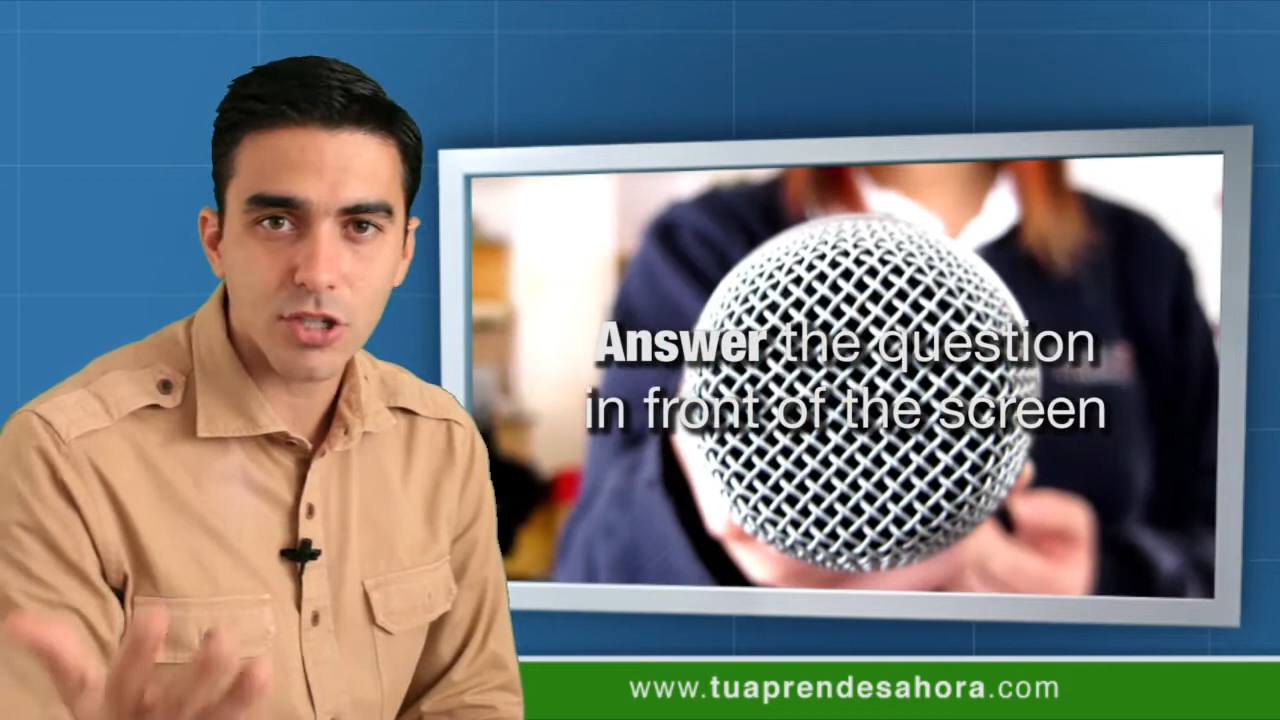 Answer the question
in front of the screen
www.tuaprendesahora.com